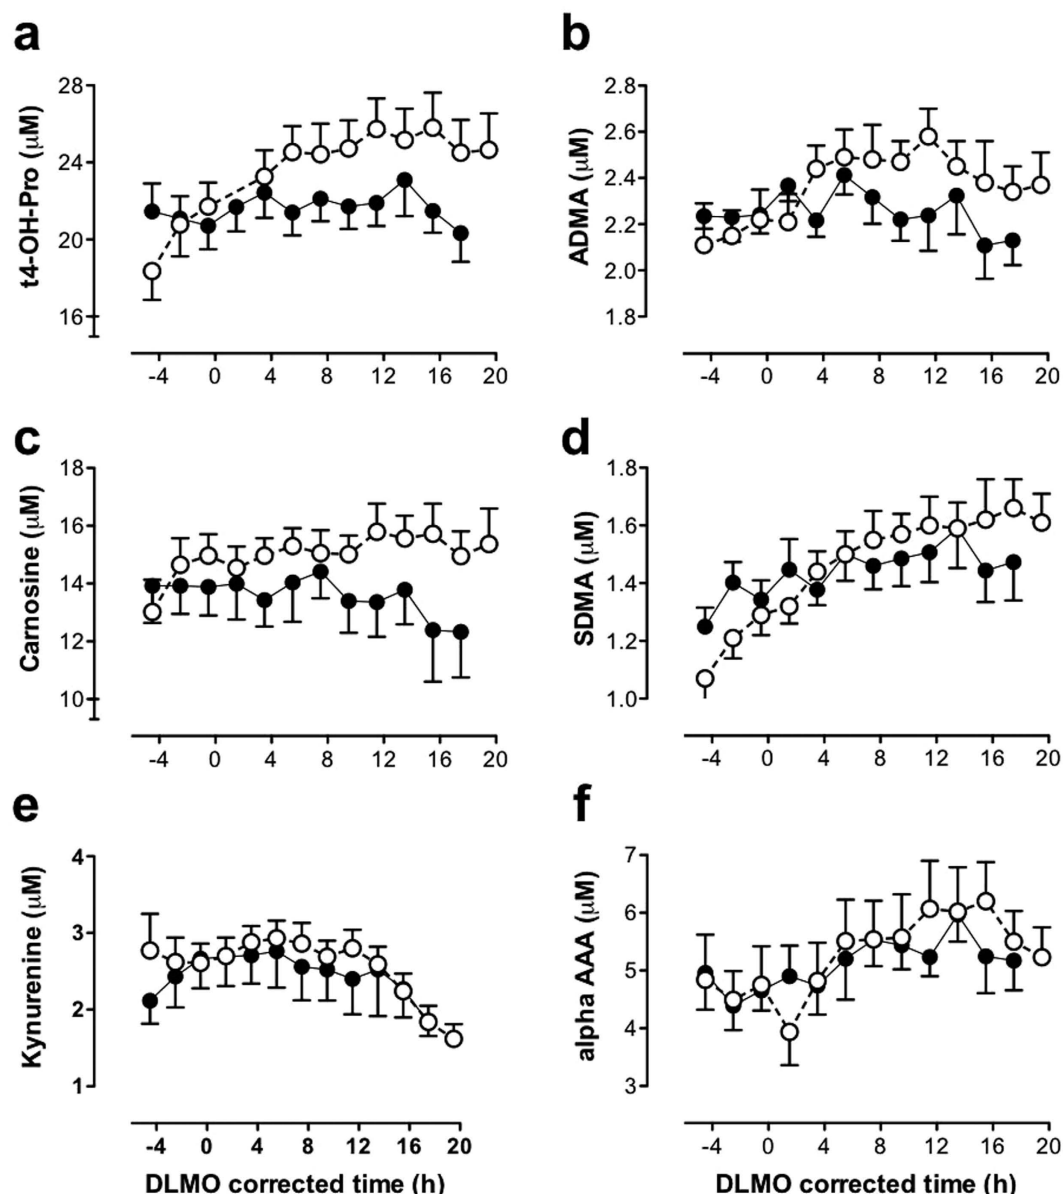 a
t4-OH-Pro (μM)
28
24
20
16
-4 0 4 8 12 16 20
b
ADMA (μM)
2.8
2.6
2.4
2.2
2.0
1.8
-4 0 4 8 12 16 20
c
Carnosine (μM)
18
16
14
12
10
-4 0 4 8 12 16 20
d
SDMA (μM)
1.8
1.6
1.4
1.2
1.0
-4 0 4 8 12 16 20
e
Kynurenine (μM)
4
3
2
1
-4 0 4 8 12 16 20
DLMO corrected time (h)
f
alpha AAA (μM)
7
6
5
4
3
-4 0 4 8 12 16 20
DLMO corrected time (h)